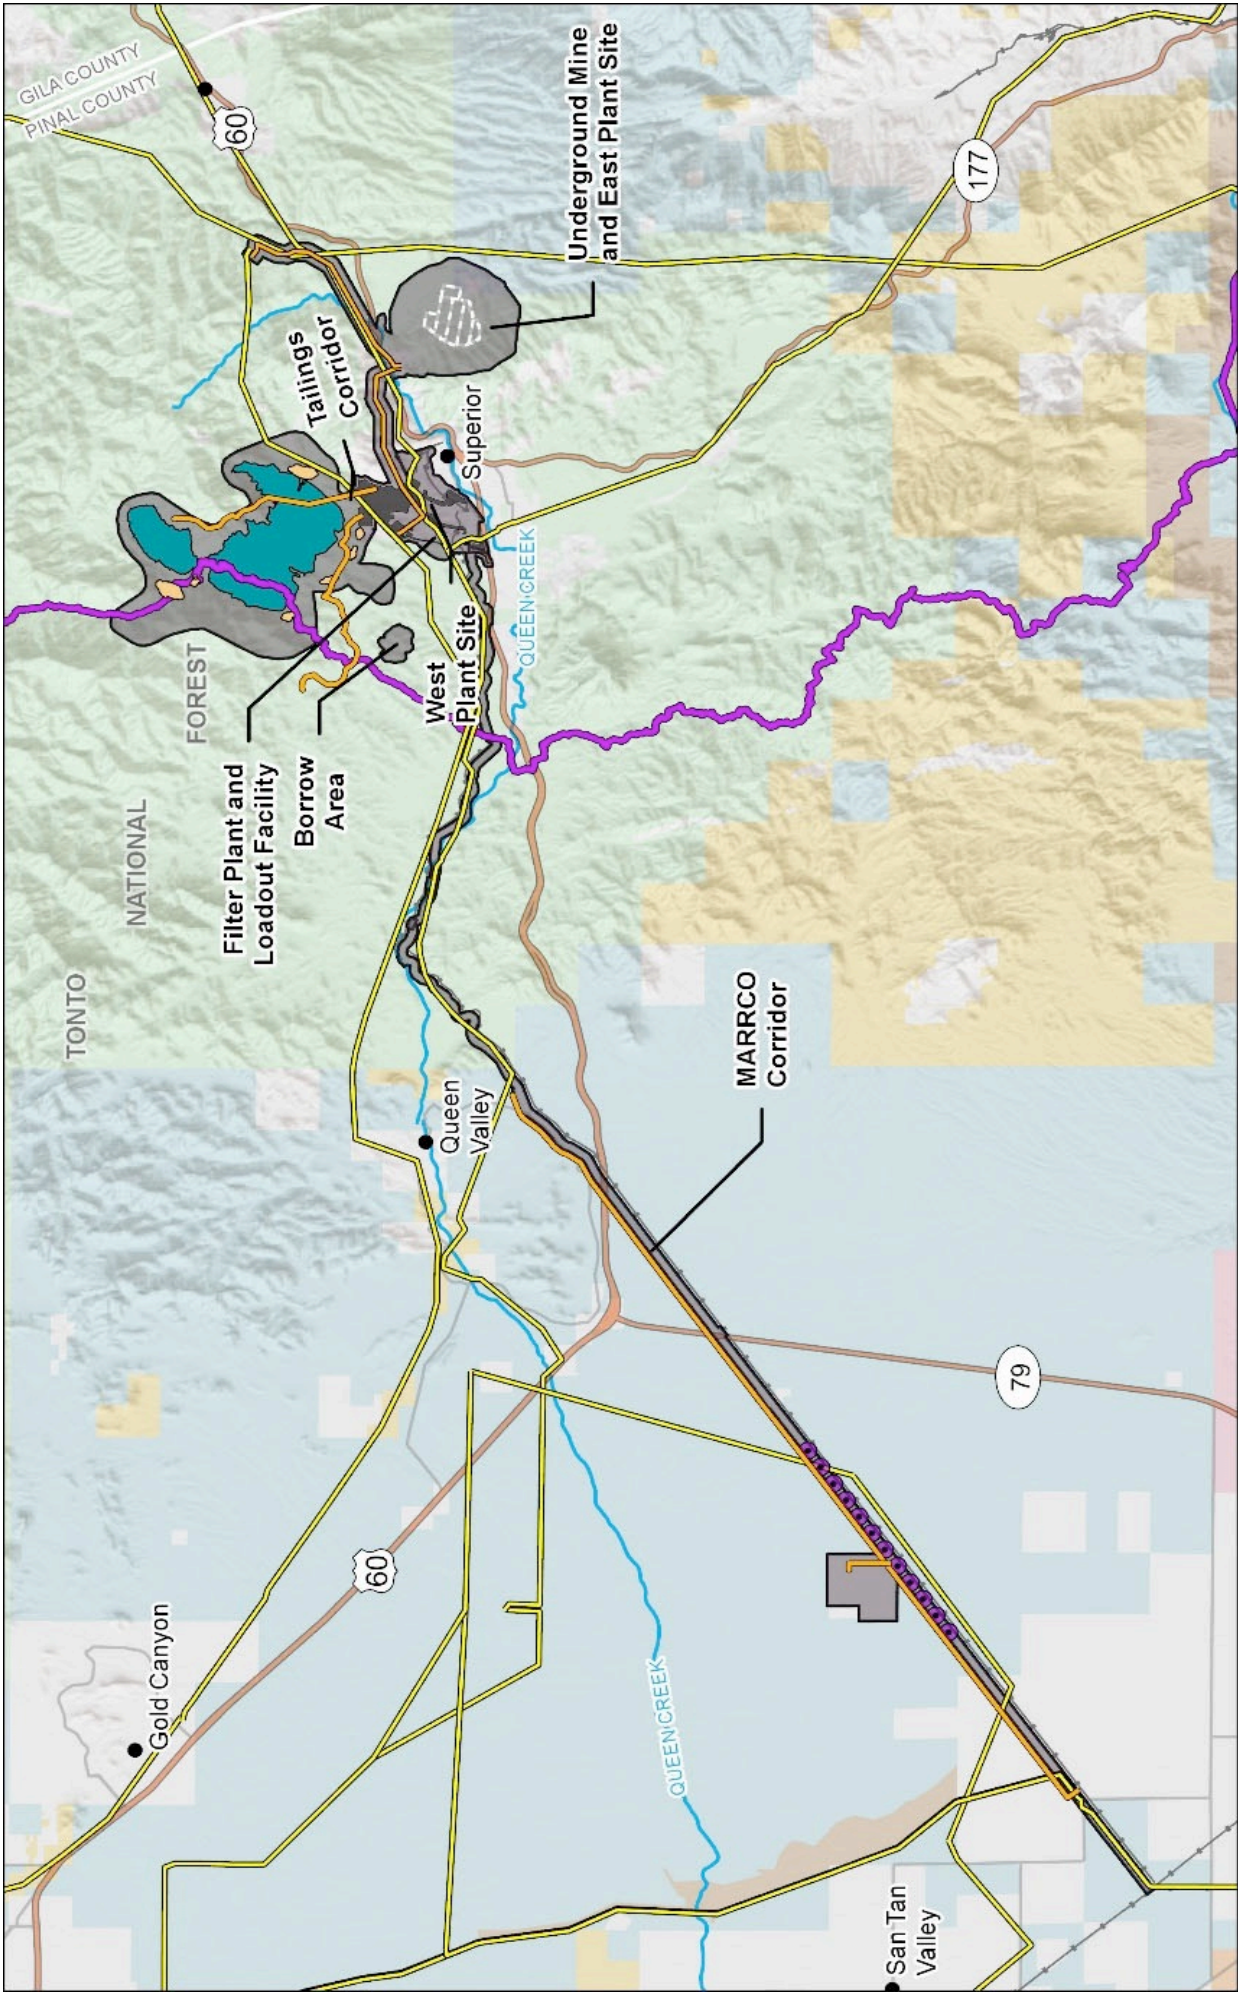 GILA COUNTY
PINAL COUNTY
60
Underground Mine
and East Plant Site
177
Tailings
Corridor
Superior
QUEEN CREEK
West
Plant Site
FOREST
NATIONAL
TONTO
Filter Plant and
Loadout Facility
Borrow
Area
MARRCO
Corridor
Queen
Valley
79
60
Gold Canyon
QUEEN CREEK
San Tan
Valley